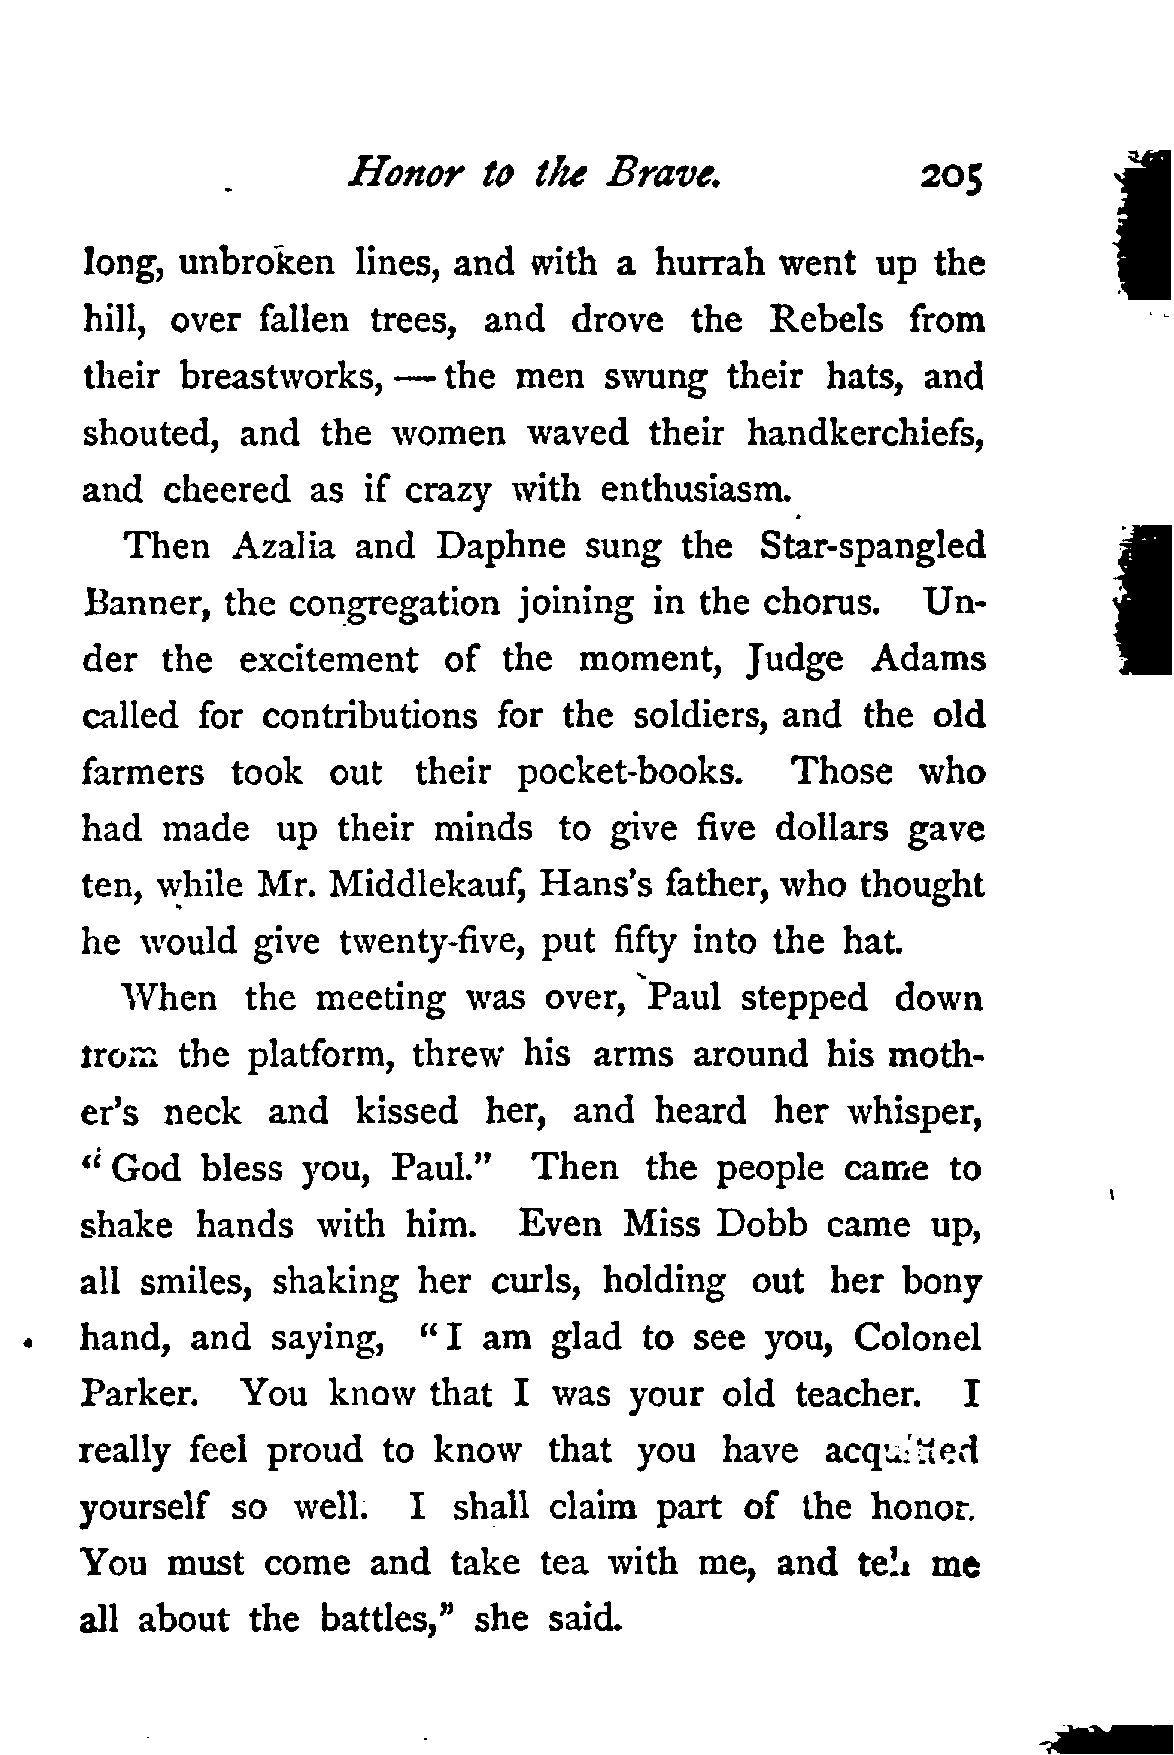 Honor to the Brave. 205
long, unbroken lines, and with a hurrah went up the
hill, over fallen trees, and drove the Rebels from
their breastworks, — the men swung their hats, and
shouted, and the women waved their handkerchiefs,
and cheered as if crazy with enthusiasm.
Then Azalia and Daphne sung the Star-spangled
Banner, the congregation joining in the chorus. Un-
der the excitement of the moment, Judge Adams
called for contributions for the soldiers, and the old
farmers took out their pocket-books. Those who
had made up their minds to give five dollars gave
ten, while Mr. Middlekauf, Hans's father, who thought
he would give twenty-five, put fifty into the hat.
When the meeting was over, Paul stepped down
from the platform, threw his arms around his moth-
er's neck and kissed her, and heard her whisper,
“ God bless you, Paul.” Then the people came to
shake hands with him. Even Miss Dobb came up,
all smiles, shaking her curls, holding out her bony
hand, and saying, “ I am glad to see you, Colonel
Parker. You know that I was your old teacher. I
really feel proud to know that you have acquitted
yourself so well. I shall claim part of the honor.
You must come and take tea with me, and tell me
all about the battles,” she said.